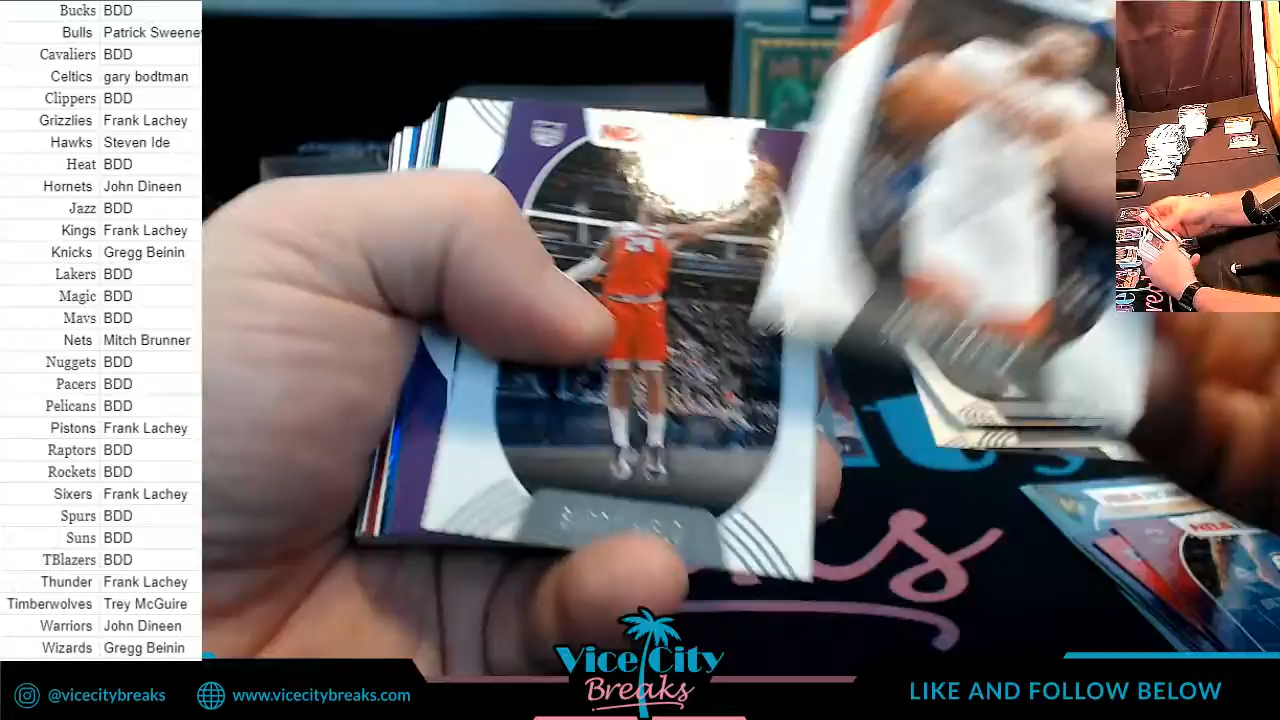 Bucks BDD
Bulls Patrick Sweene
Cavaliers BDD
Celtics gary bodtman
Clippers BDD
Grizzlies Frank Lachey
Hawks Steven Ide
Heat BDD
Hornets John Dineen
Jazz BDD
Kings Frank Lachey
Knicks Gregg Beinin
Lakers BDD
Magic BDD
Mavs BDD
Nets Mitch Brunner
Nuggets BDD
Pacers BDD
Pelicans BDD
Pistons Frank Lachey
Raptors BDD
Rockets BDD
Sixers Frank Lachey
Spurs BDD
Suns BDD
TBlazers BDD
Thunder Frank Lachey
Timberwolves Trey McGuire
Warriors John Dineen
Wizards Gregg Beinin
24
@vicecitybreaks
www.vicecitybreaks.com
Vice City
Breaks
LIKE AND FOLLOW BELOW